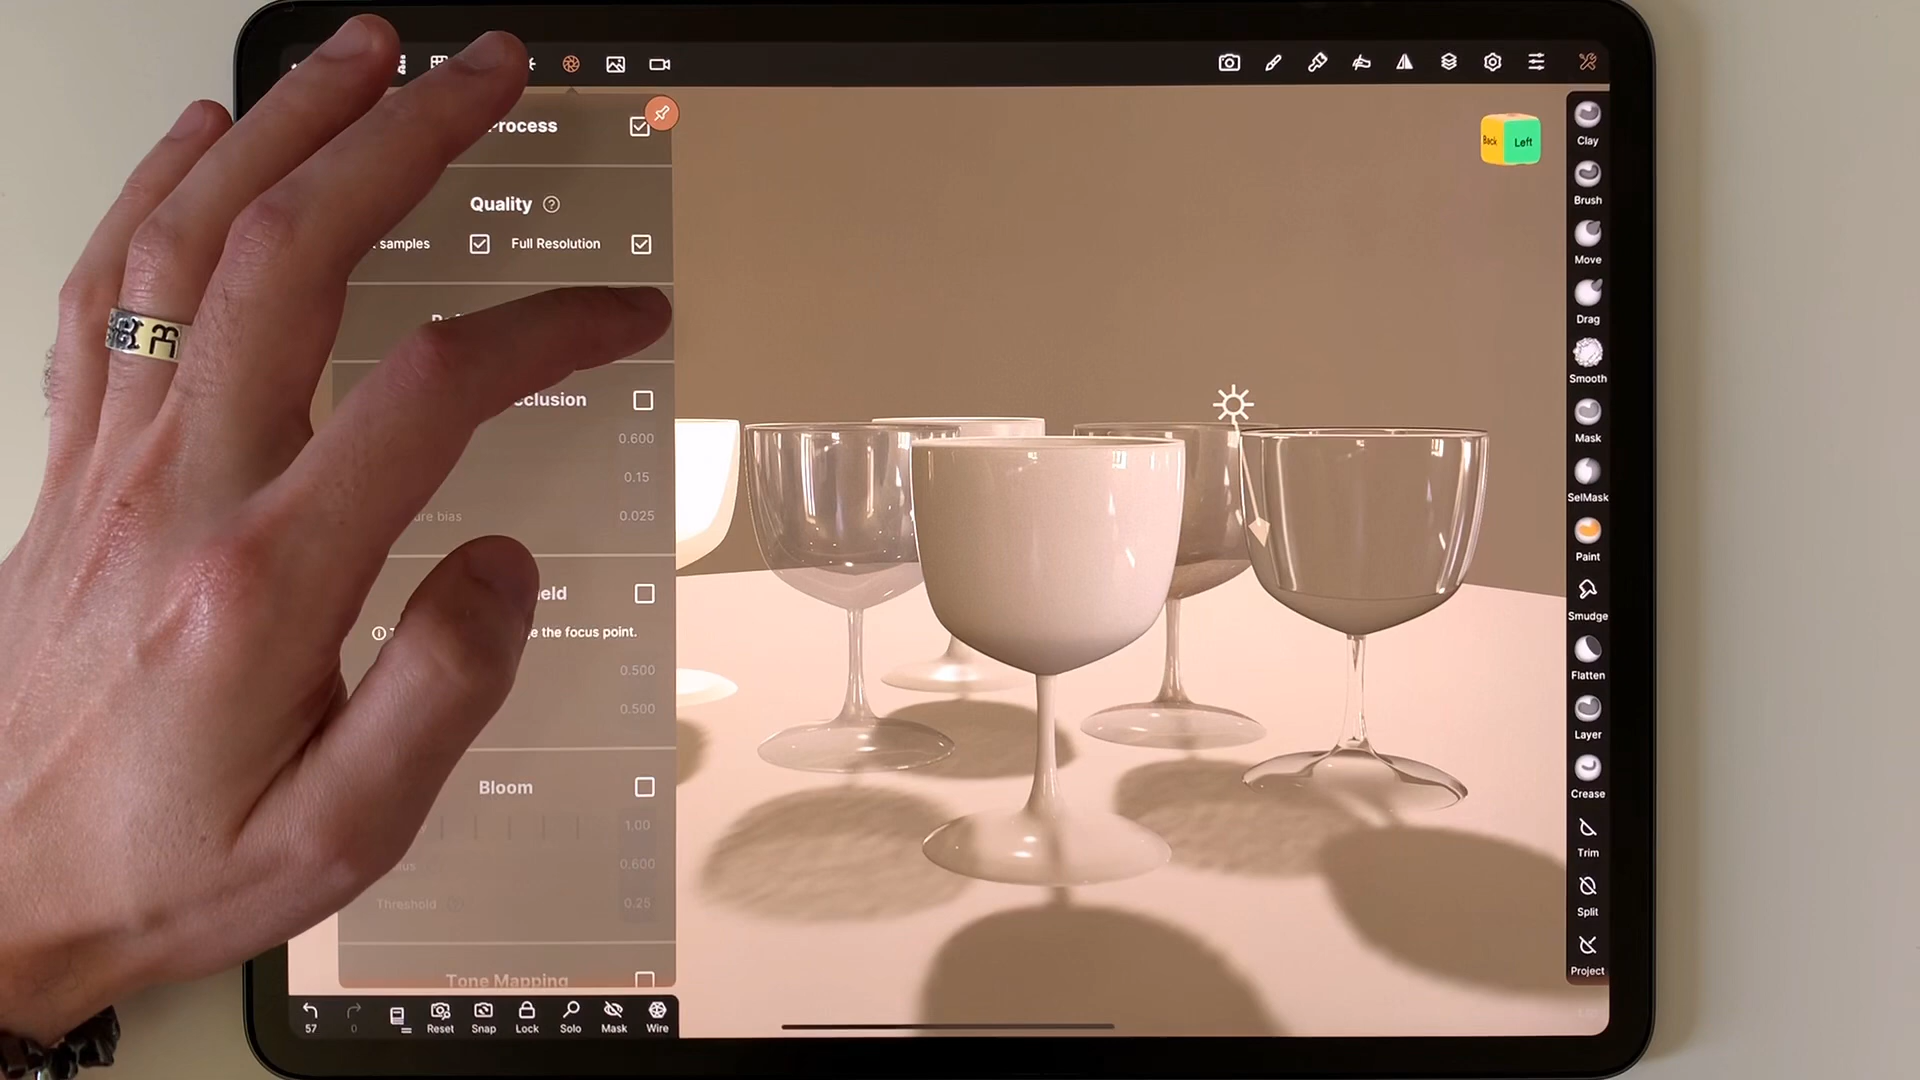 Process
Quality ?
samples
Full Resolution
clusion
0.600
0.15
ure bias
0.025
eld
e the focus point.
0.500
0.500
Bloom
1.00
0.600
Threshold
0.25
Tone Mapping
57
0
Reset
Snap
Lock
Solo
Mask
Wire
Back
Left
Clay
Brush
Move
Drag
Smooth
Mask
SelMask
Paint
Smudge
Flatten
Layer
Crease
Trim
Split
Project